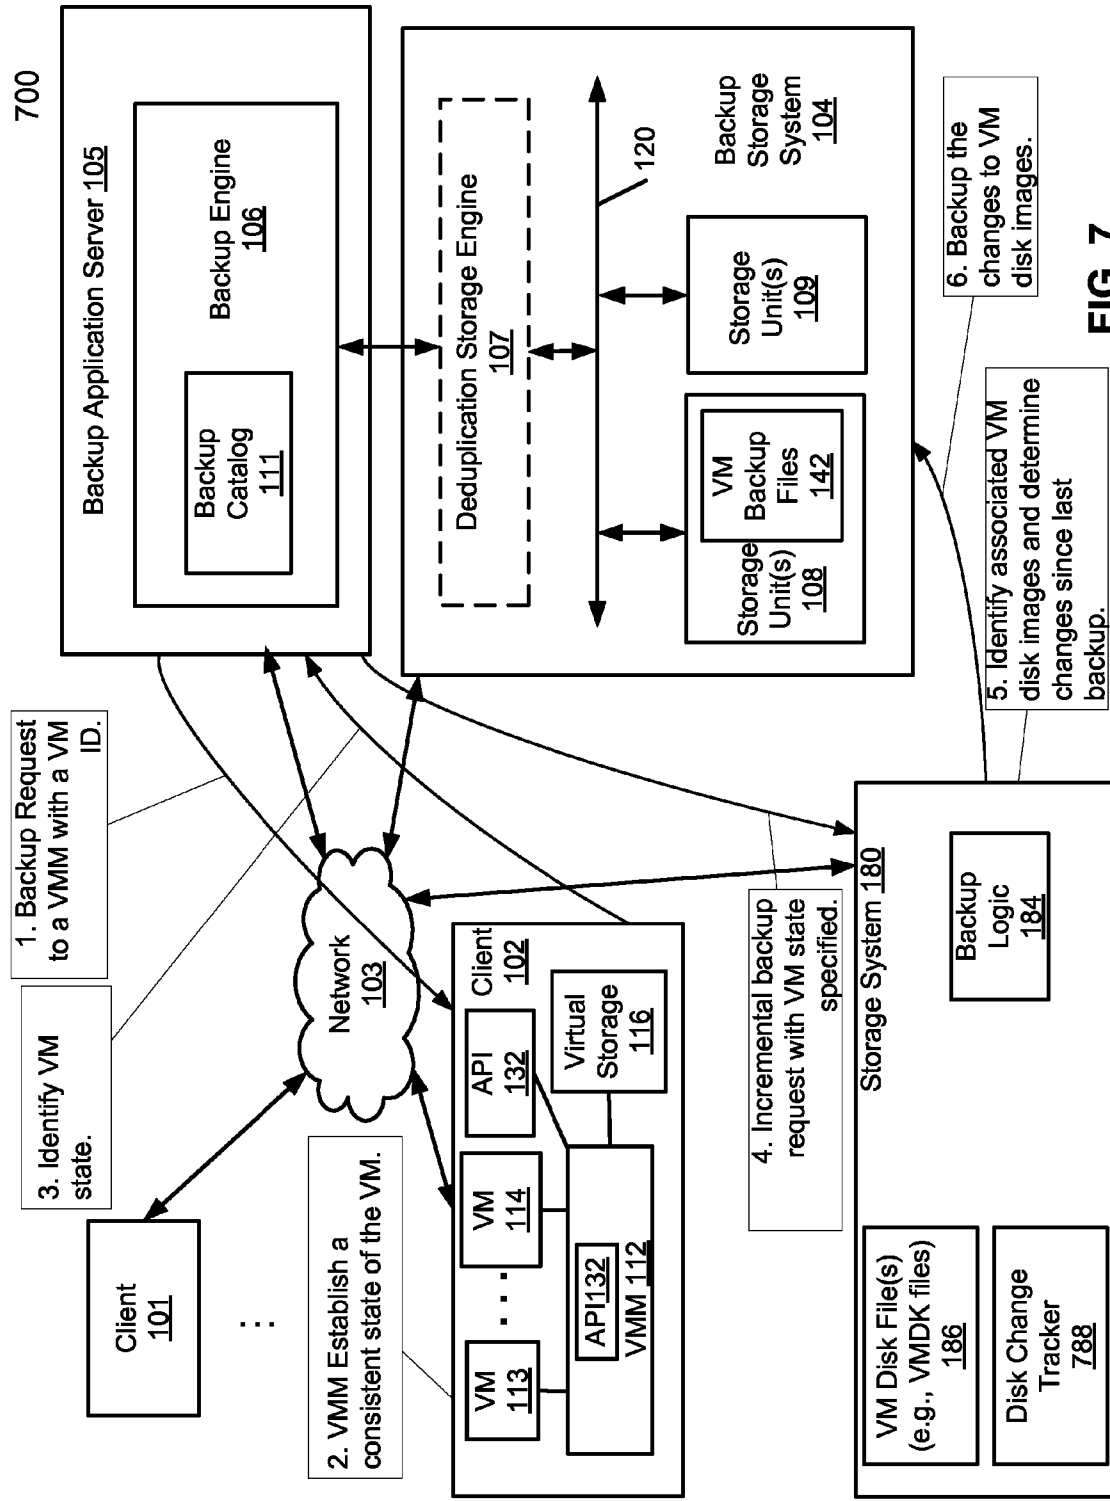 700
Backup Application Server 105
Backup Engine
106
Backup
Catalog
111
1. Backup Request
to a VMM with a VM
ID.
3. Identify VM
state.
Client
101
...
Network
103
Deduplication Storage Engine
107
120
Backup
Storage
System
104
VM
Backup
Files
142
Storage
Unit(s)
108
Storage
Unit(s)
109
2. VMM Establish a
consistent state of the VM.
Client
102
VM
113
....
VM
114
API
132
API132
VMM 112
Virtual
Storage
116
4. Incremental backup
request with VM state
specified.
6. Backup the
changes to VM
disk images.
5. Identify associated VM
disk images and determine
changes since last
backup.
Storage System 180
VM Disk File(s)
(e.g., VMDK files)
186
Disk Change
Tracker
788
Backup
Logic
184
FIG. 7